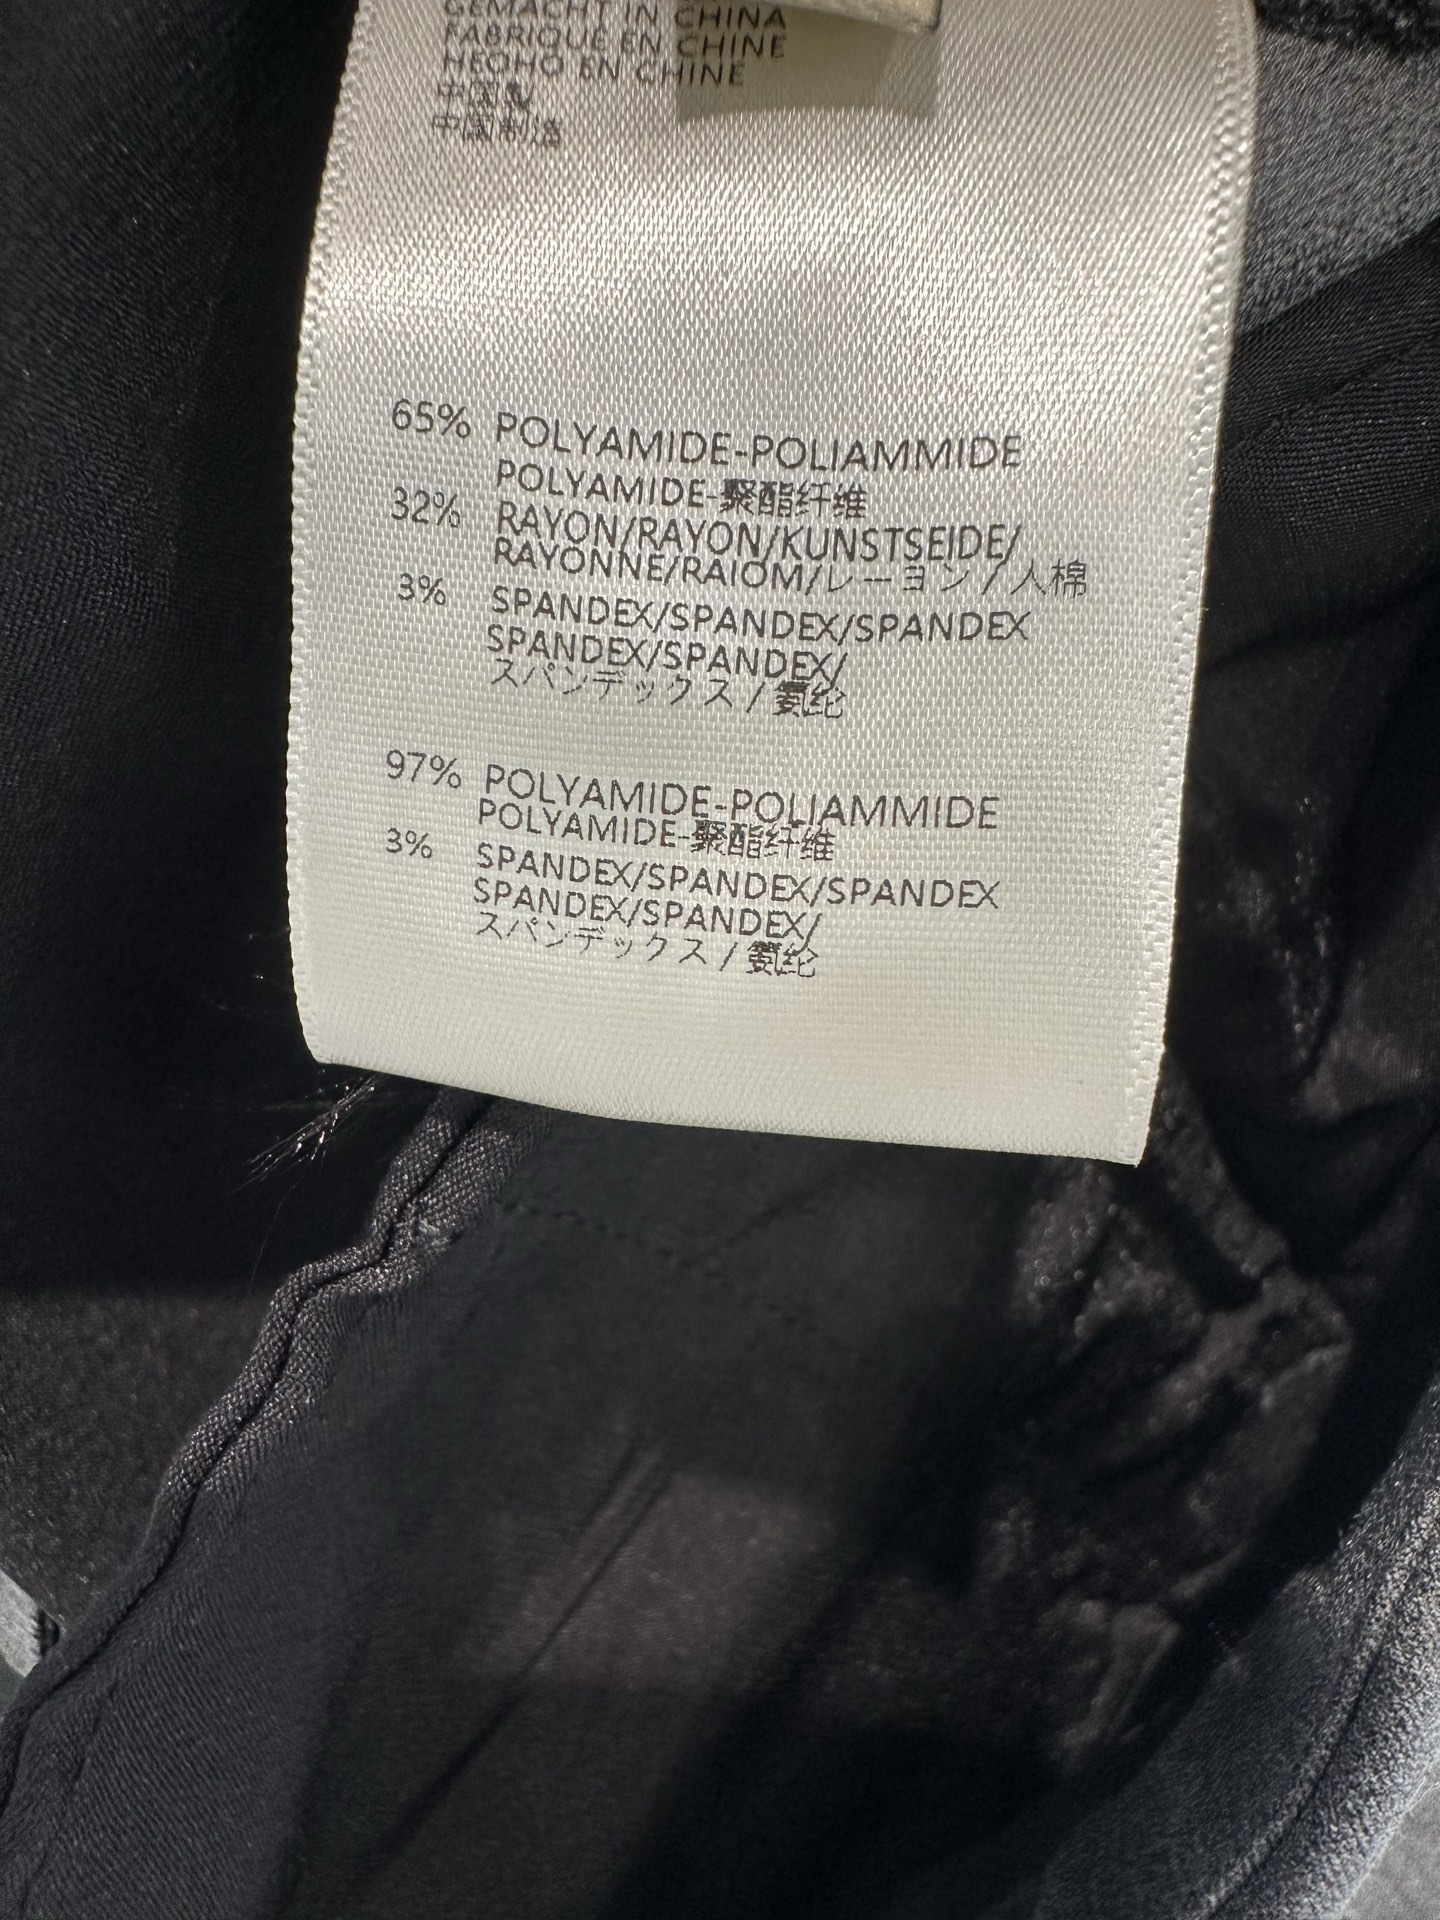 GEMACHT IN CHINA
FABRIQUE EN CHINE
HEOHO EN CHINE
中国製
中国制造
65% POLYAMIDE-POLIAMMIDE
POLYAMIDE-聚酯纤维
32% RAYON/RAYON/KUNSTSEIDE/
RAYONNE/RAIOM/レーヨン/人棉
3% SPANDEX/SPANDEX/SPANDEX
SPANDEX/SPANDEX/
スパンデックス/氨纶
97% POLYAMIDE-POLIAMMIDE
POLYAMIDE-聚酯纤维
3% SPANDEX/SPANDEX/SPANDEX
SPANDEX/SPANDEX/
スパンデックス/氨纶